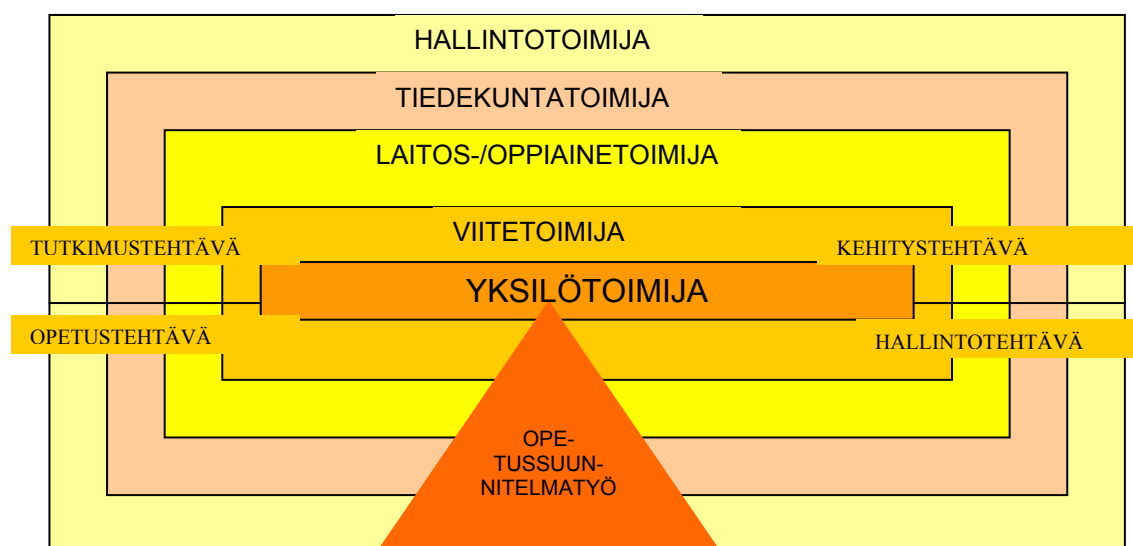 HALLINTOTOIMIJA
TIEDEKUNTATOIMIJA
LAITOS-/OPPIAINETOIMIJA
VIITETOIMIJA
TUTKIMUSTEHTÄVÄ
KEHITYSTEHTÄVÄ
YKSILÖTOIMIJA
OPETUSTEHTÄVÄ
HALLINTOTEHTÄVÄ
OPE-
TUSSUUN-
NITELMATYÖ